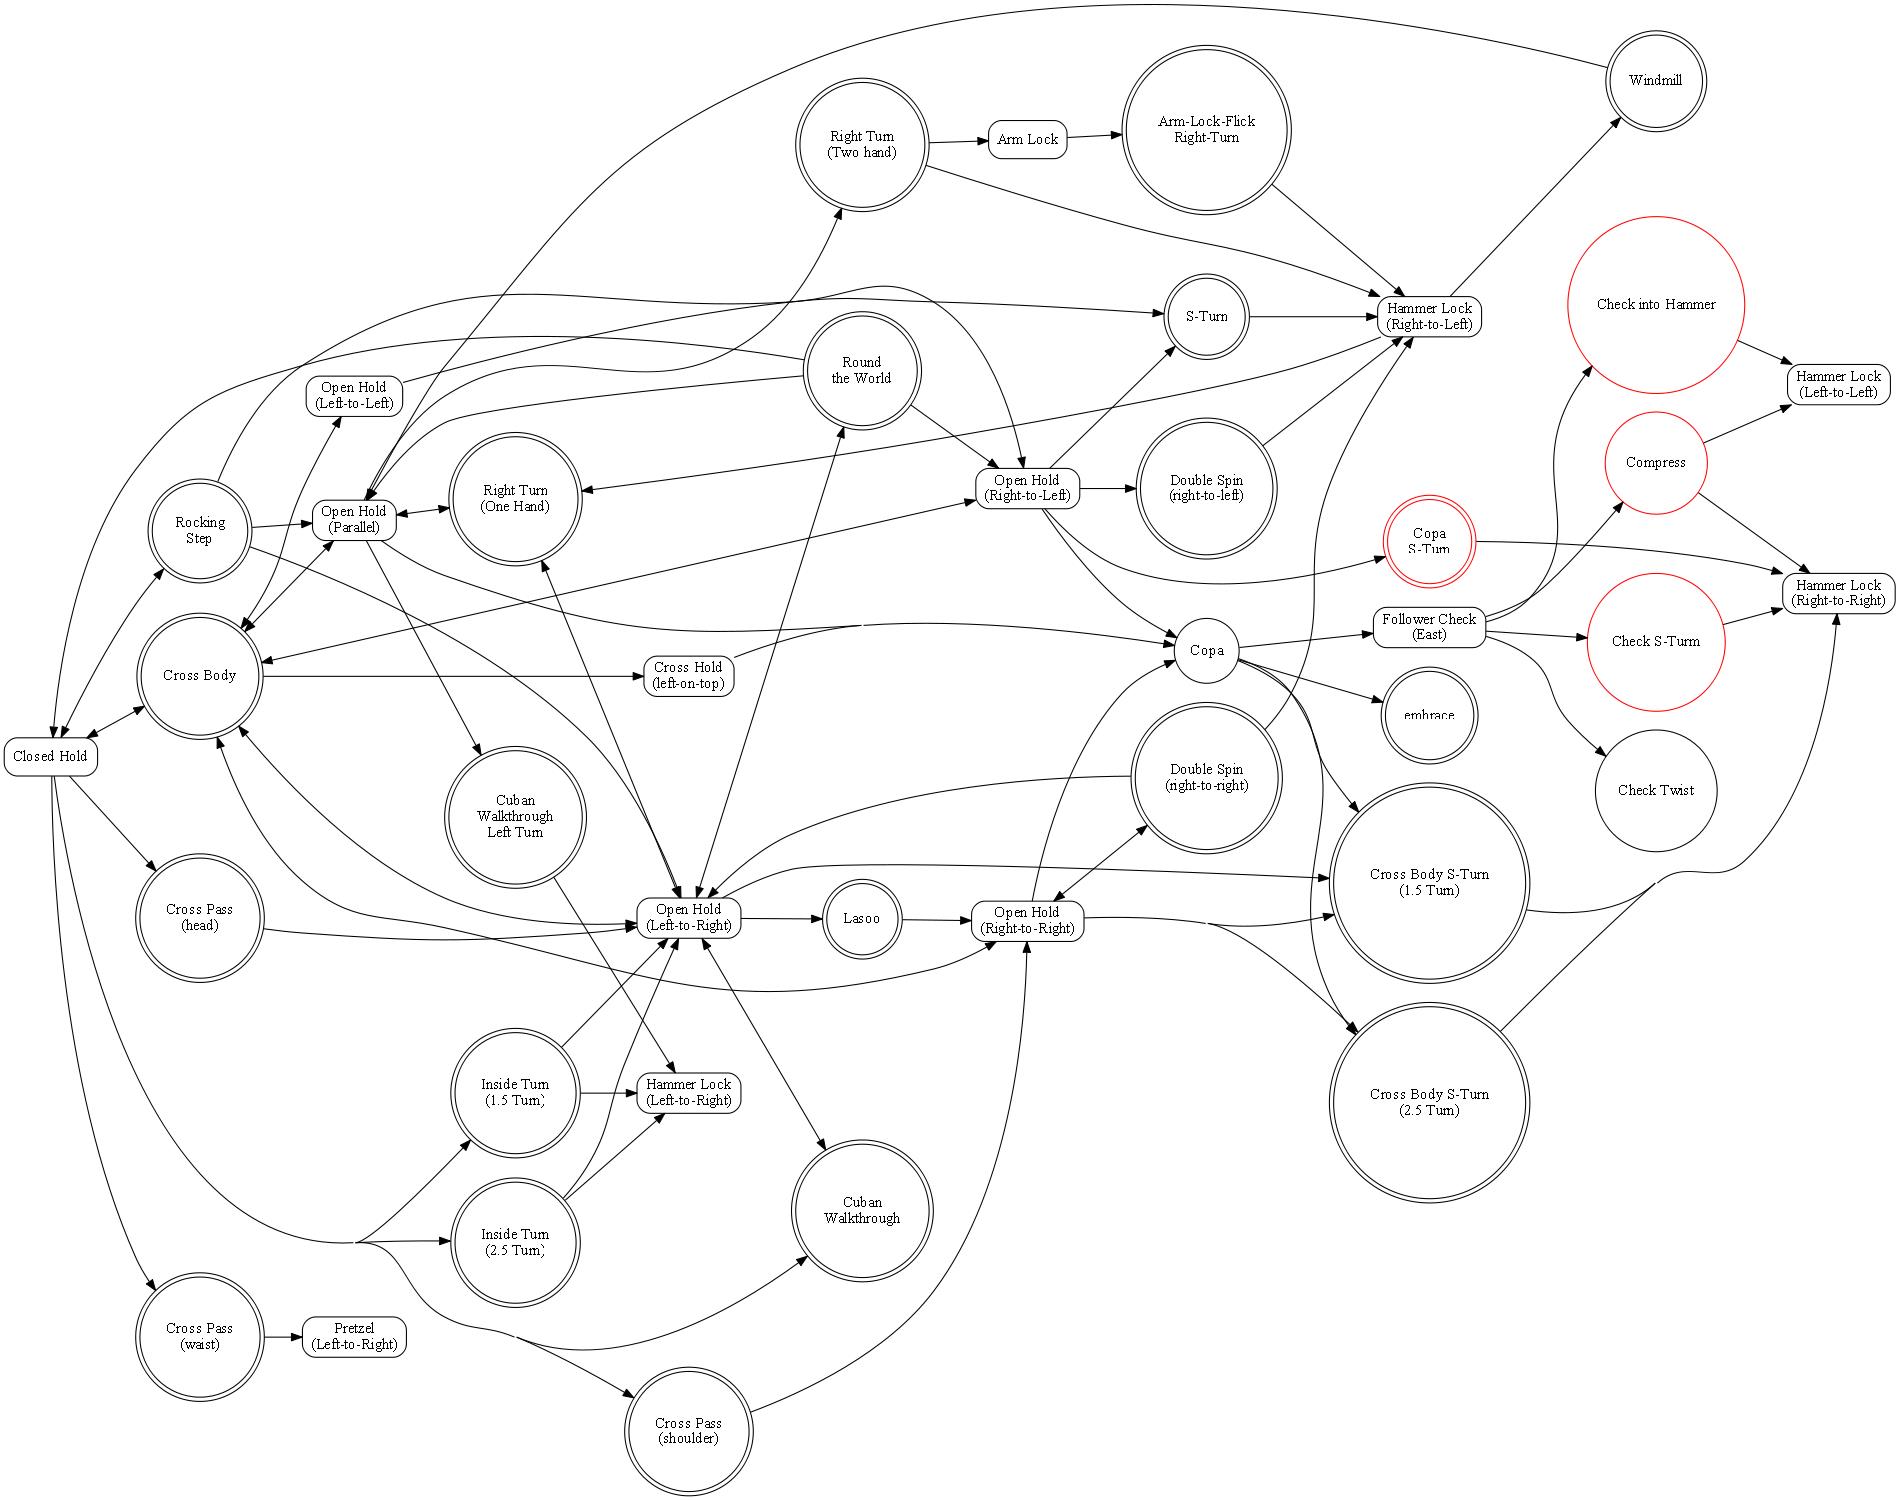 Windmill
Right Turn
(Two hand)
Arm Lock
Arm-Lock-Flick
Right-Turn
Check into Hammer
Hammer Lock
(Right-to-Left)
S-Turn
Round
the World
Open Hold
(Left-to-Left)
Hammer Lock
(Left-to-Left)
Compress
Right Turn
(One Hand)
Open Hold
(Right-to-Left)
Double Spin
(right-to-left)
Rocking
Step
Open Hold
(Parallel)
Copa
S-Turn
Hammer Lock
(Right-to-Right)
Follower Check
(East)
Check S-Turn
Copa
Cross Body
Cross Hold
(left-on-top)
embrace
Closed Hold
Double Spin
(right-to-right)
Check Twist
Cuban
Walkthrough
Left Turn
Cross Body S-Turn
(1.5 Turn)
Cross Pass
(head)
Open Hold
(Left-to-Right)
Lasoo
Open Hold
(Right-to-Right)
Inside Turn
(1.5 Turn)
Hammer Lock
(Left-to-Right)
Cross Body S-Turn
(2.5 Turn)
Cuban
Walkthrough
Inside Turn
(2.5 Turn)
Cross Pass
(waist)
Pretzel
(Left-to-Right)
Cross Pass
(shoulder)